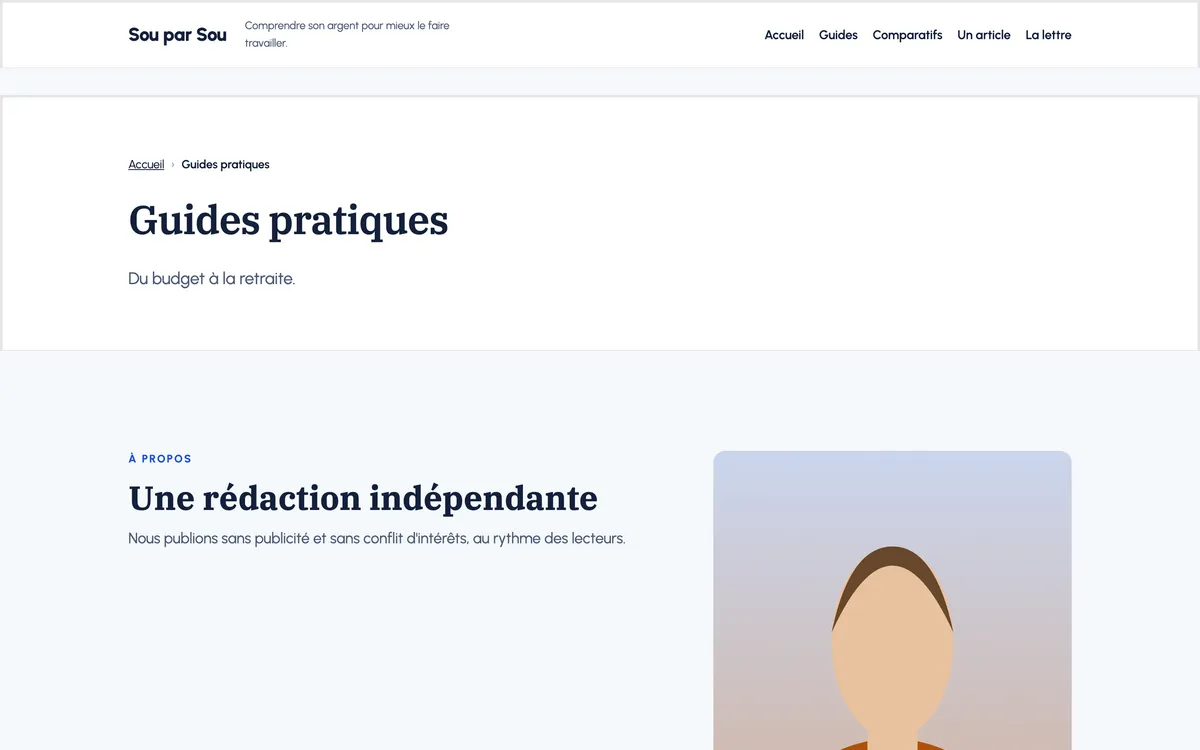 Sou par Sou
Comprendre son argent pour mieux le faire
travailler.
Accueil Guides Comparatifs Un article La lettre
Accueil › Guides pratiques
Guides pratiques
Du budget à la retraite.
À PROPOS
Une rédaction indépendante
Nous publions sans publicité et sans conflit d'intérêts, au rythme des lecteurs.